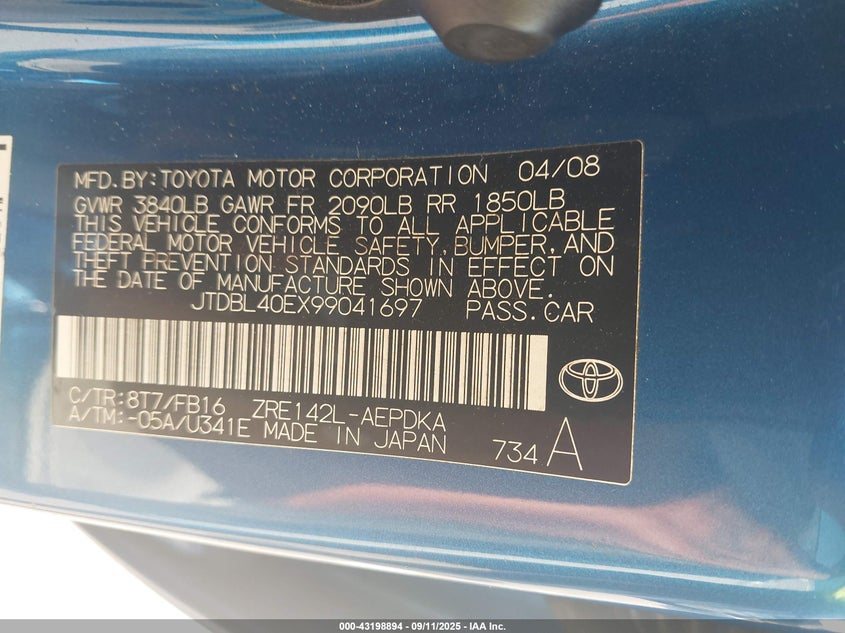 MFD.BY:TOYOTA MOTOR CORPORATION 04/08
GVWR 3840LB GAWR FR 2090LB RR 1850LB
THIS VEHICLE CONFORMS TO ALL APPLICABLE
FEDERAL MOTOR VEHICLE SAFETY, BUMPER, AND
THEFT PREVENTION STANDARDS IN EFFECT ON
THE DATE OF MANUFACTURE SHOWN ABOVE.
JTDBL40EX99041697 PASS.CAR
C/TR:8T7/FB16 ZRE142L-AEPDKA
A/TM:-05A/U341E MADE IN JAPAN 734 A
000-43198894 - 09/11/2025 - IAA Inc.